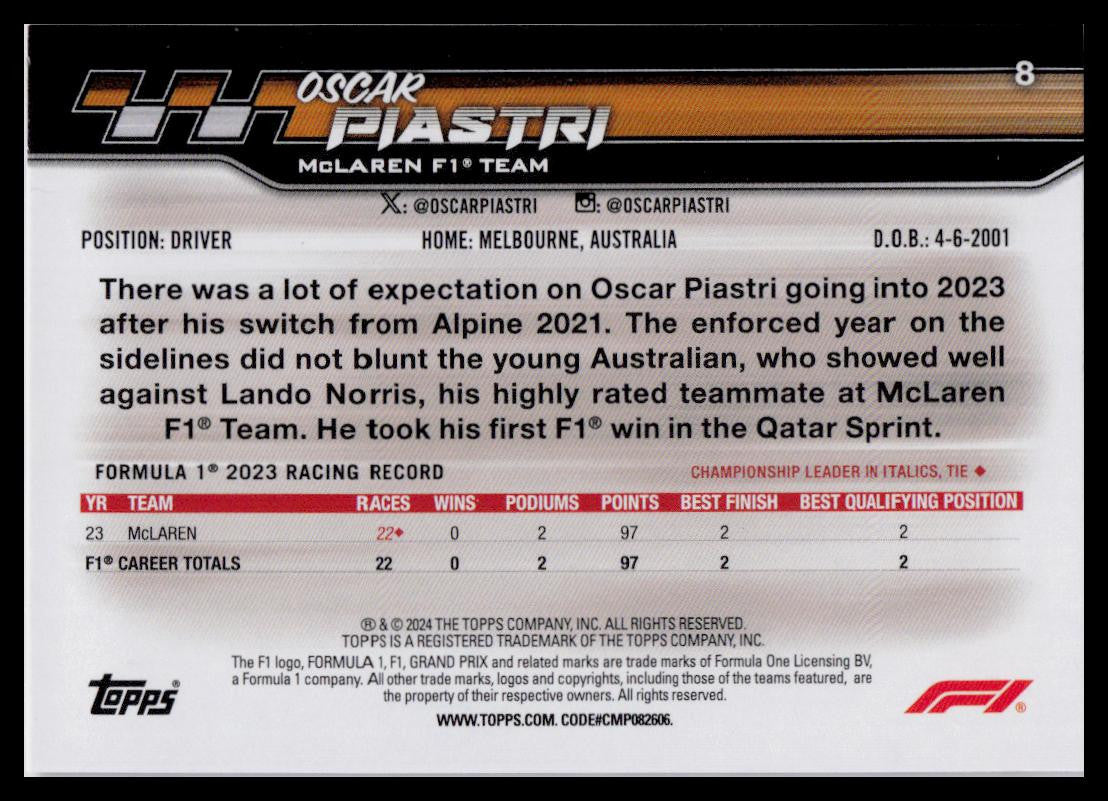 8
OSCAR
PIASTRI
McLAREN F1® TEAM
X: @OSCARPIASTRI : @OSCARPIASTRI
POSITION: DRIVER HOME: MELBOURNE, AUSTRALIA D.O.B.: 4-6-2001
There was a lot of expectation on Oscar Piastri going into 2023
after his switch from Alpine 2021. The enforced year on the
sidelines did not blunt the young Australian, who showed well
against Lando Norris, his highly rated teammate at McLaren
F1® Team. He took his first F1® win in the Qatar Sprint.
FORMULA 1® 2023 RACING RECORD CHAMPIONSHIP LEADER IN ITALICS, TIE ♦
YR TEAM RACES WINS PODIUMS POINTS BEST FINISH BEST QUALIFYING POSITION
23 McLAREN 22♦ 0 2 97 2 2
F1® CAREER TOTALS 22 0 2 97 2 2
® & © 2024 THE TOPPS COMPANY, INC. ALL RIGHTS RESERVED.
TOPPS IS A REGISTERED TRADEMARK OF THE TOPPS COMPANY, INC.
The F1 logo, FORMULA 1, F1, GRAND PRIX and related marks are trade marks of Formula One Licensing BV,
a Formula 1 company. All other trade marks, logos and copyrights, including those of the teams featured, are
the property of their respective owners. All rights reserved.
WWW.TOPPS.COM. CODE#CMP082606.
Topps®
F1®